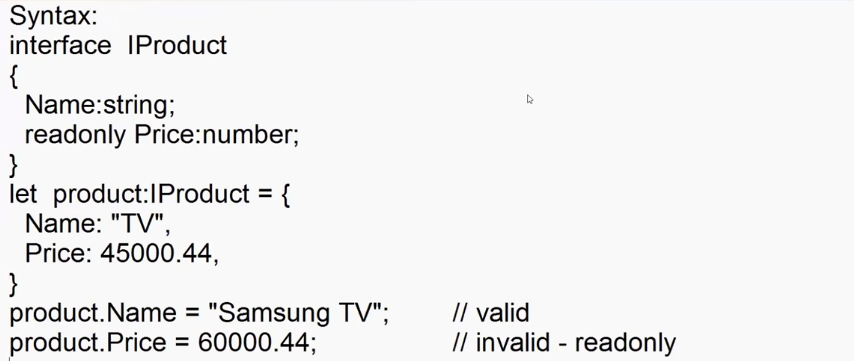 Syntax:
interface IProduct
{
Name:string;
readonly Price:number;
}
let product:IProduct = {
Name: "TV",
Price: 45000.44,
}
product.Name = "Samsung TV"; // valid
product.Price = 60000.44; // invalid - readonly